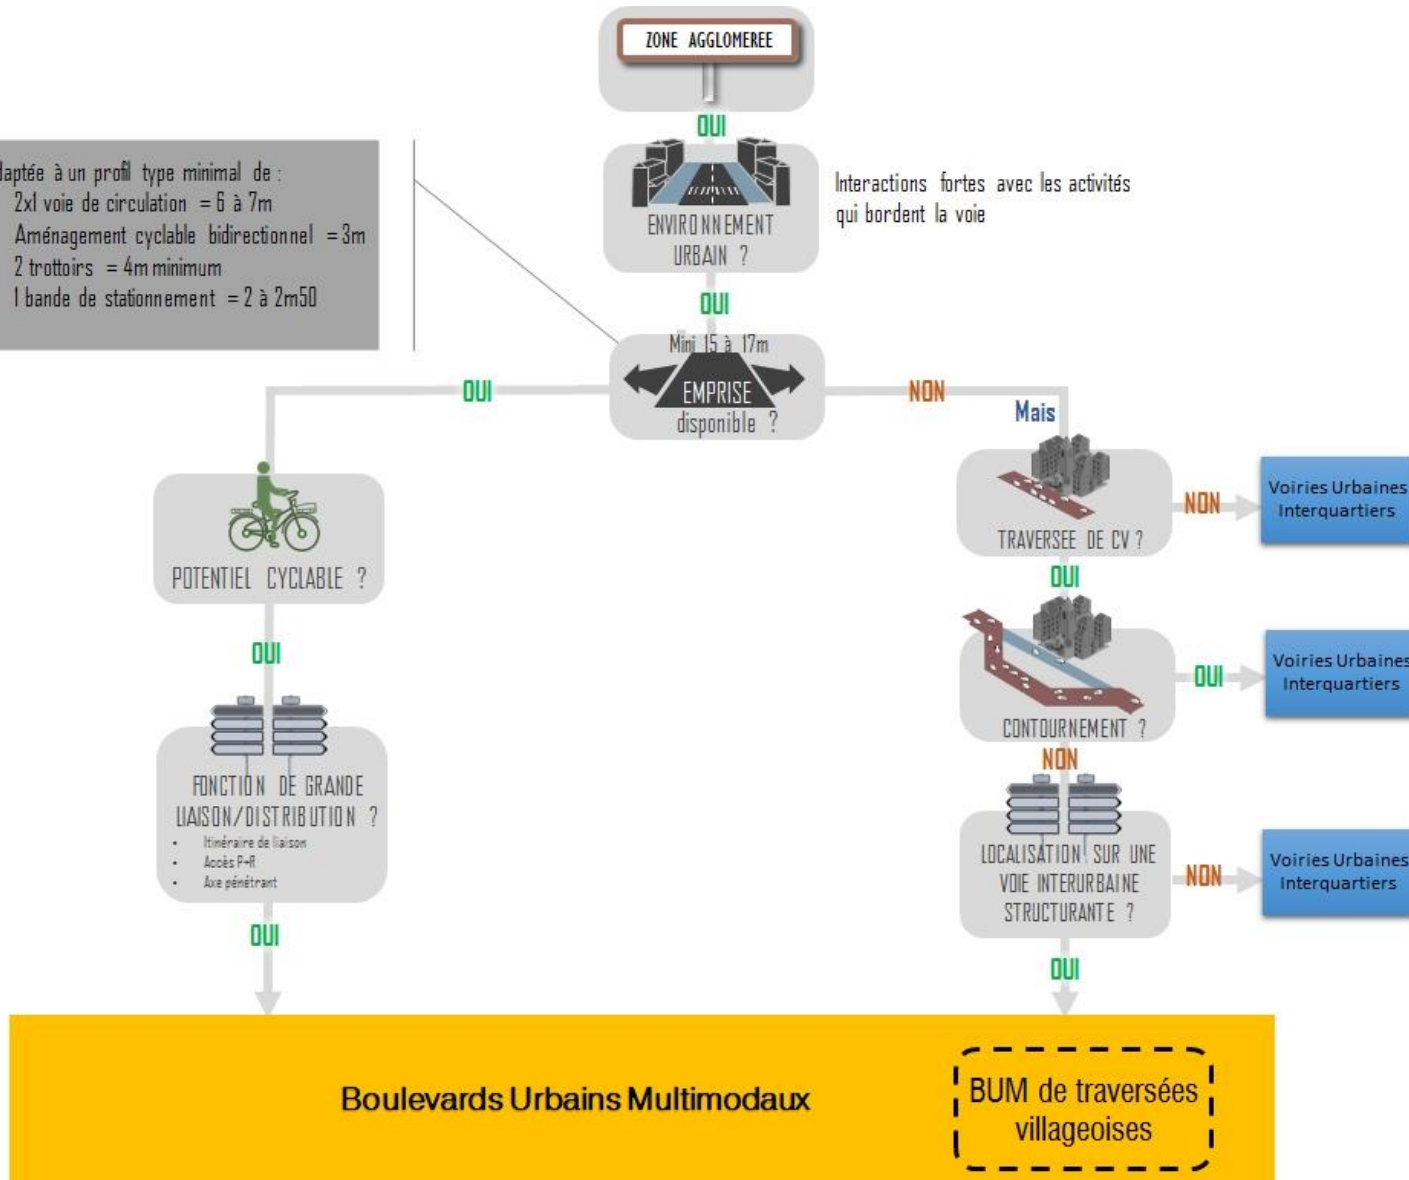 ZONE AGGLOMEREE
OUI
ENVIRONNEMENT
URBAIN ?
Interactions fortes avec les activités
qui bordent la voie
OUI
daptée à un profil type minimal de :
2x1 voie de circulation = 6 à 7m
Aménagement cyclable bidirectionnel = 3m
2 trottoirs = 4m minimum
1 bande de stationnement = 2 à 2m50
Mini 15 à 17m
EMPRISE
disponible ?
OUI
NON
Mais
POTENTIEL CYCLABLE ?
OUI
FONCTION DE GRANDE
LIAISON/DISTRIBUTION ?
• Itinéraire de liaison
• Accès P+R
• Axe pénétrant
OUI
TRAVERSEE DE CV ?
NON
Voiries Urbaines
Interquartiers
OUI
CONTOURNEMENT ?
OUI
Voiries Urbaines
Interquartiers
NON
LOCALISATION SUR UNE
VOIE INTERURBAINE
STRUCTURANTE ?
NON
Voiries Urbaines
Interquartiers
OUI
Boulevards Urbains Multimodaux
BUM de traversées
villageoises